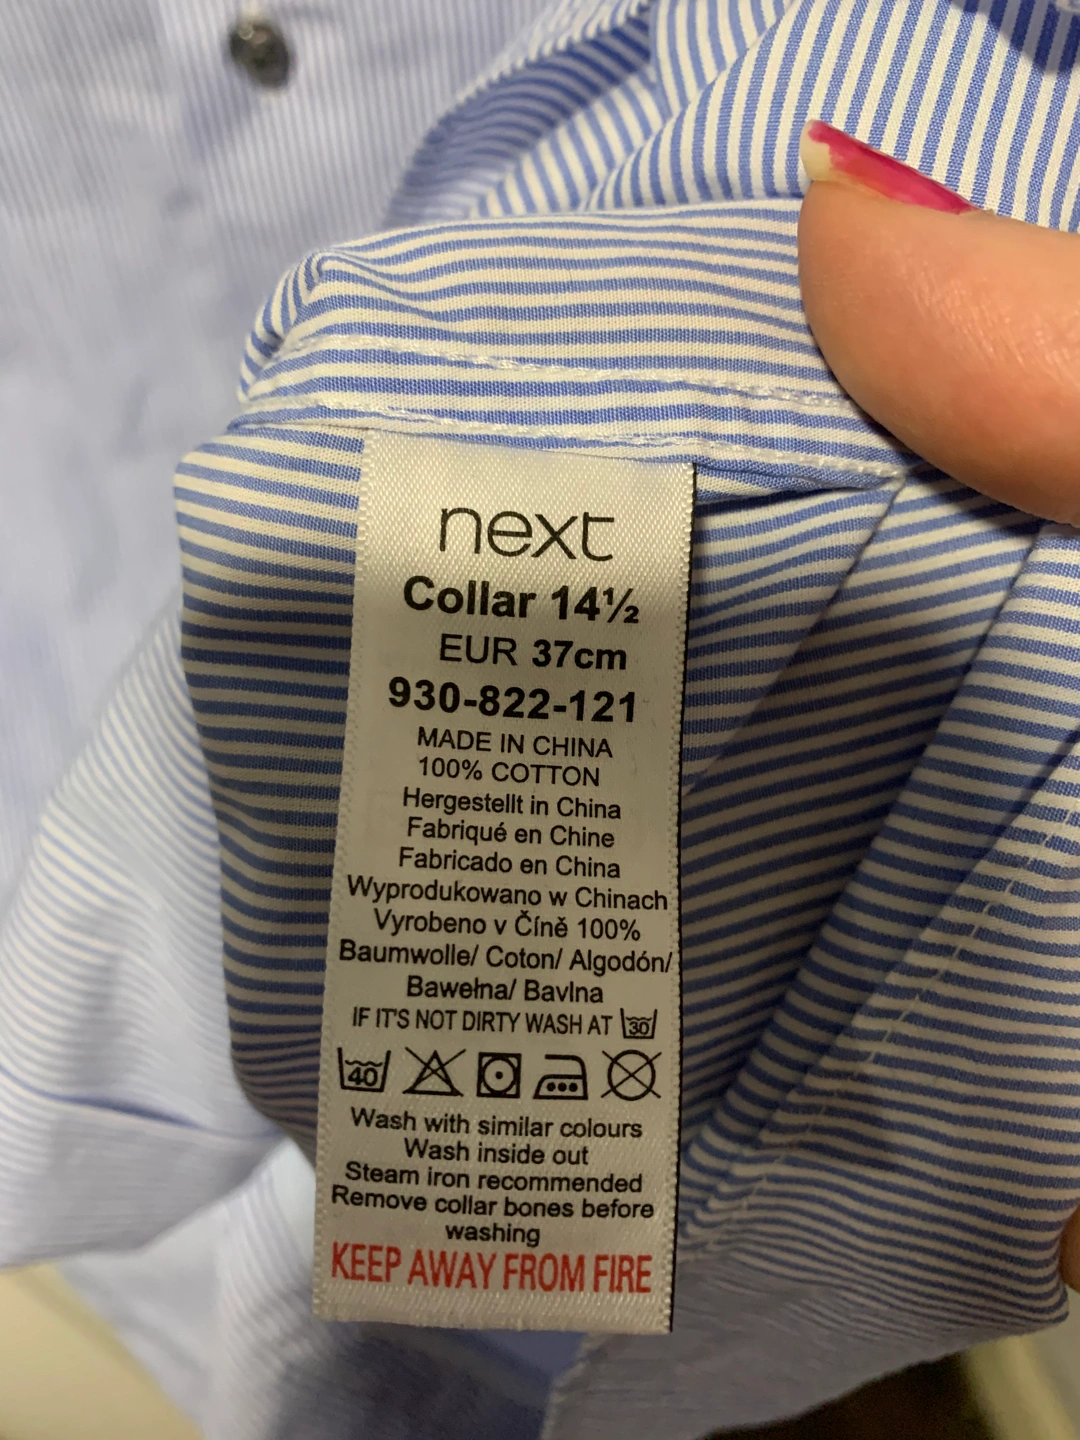 next
Collar 14½
EUR 37cm
930-822-121
MADE IN CHINA
100% COTTON
Hergestellt in China
Fabriqué en Chine
Fabricado en China
Wyprodukowano w Chinach
Vyrobeno v Číně 100%
Baumwolle/ Coton/ Algodón/
Bawełna/ Bavlna
IF IT'S NOT DIRTY WASH AT 30
40
Wash with similar colours
Wash inside out
Steam iron recommended
Remove collar bones before
washing
KEEP AWAY FROM FIRE